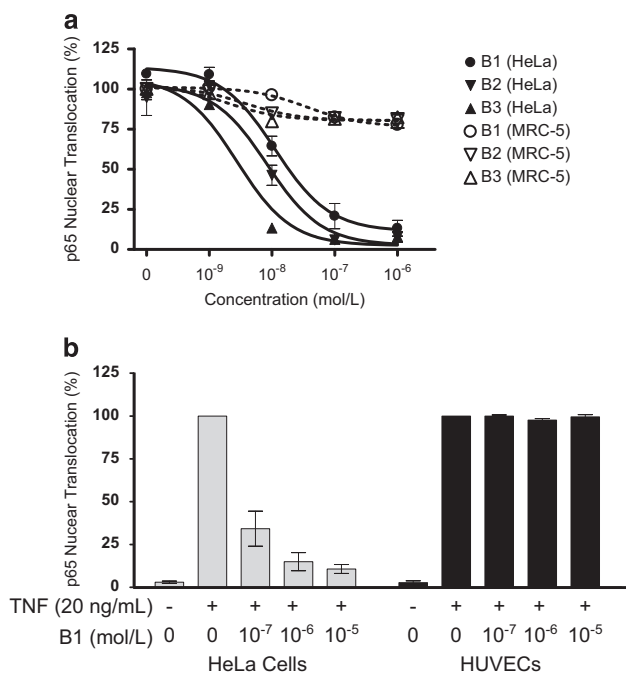 a
p65 Nuclear Translocation (%)
125
100
75
50
25
0
0 10⁻⁹ 10⁻⁸ 10⁻⁷ 10⁻⁶
Concentration (mol/L)
B1 (HeLa)
B2 (HeLa)
B3 (HeLa)
B1 (MRC-5)
B2 (MRC-5)
B3 (MRC-5)
b
p65 Nucear Translocation (%)
125
100
75
50
25
0
TNF (20 ng/mL) - + + + + - + + + +
B1 (mol/L) 0 0 10⁻⁷ 10⁻⁶ 10⁻⁵ 0 0 10⁻⁷ 10⁻⁶ 10⁻⁵
HeLa Cells HUVECs